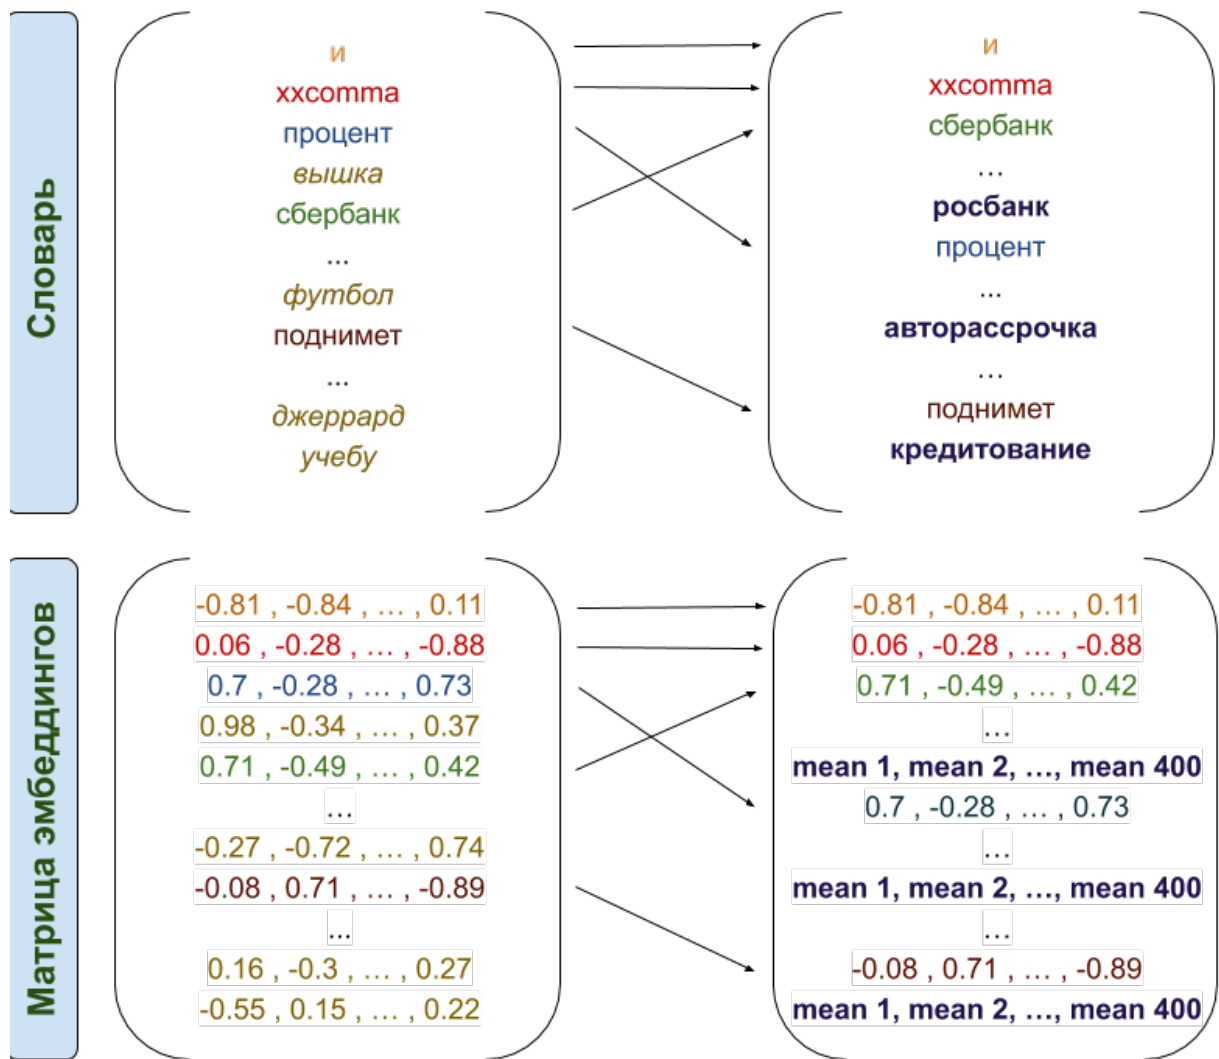 Словарь
и
xxcomma
процент
вышка
сбербанк
...
футбол
поднимет
...
джеррард
учебу
и
xxcomma
сбербанк
...
росбанк
процент
...
авторассрочка
...
поднимет
кредитование
Матрица эмбеддингов
-0.81 , -0.84 , ... , 0.11
0.06 , -0.28 , ... , -0.88
0.7 , -0.28 , ... , 0.73
0.98 , -0.34 , ... , 0.37
0.71 , -0.49 , ... , 0.42
...
-0.27 , -0.72 , ... , 0.74
-0.08 , 0.71 , ... , -0.89
...
0.16 , -0.3 , ... , 0.27
-0.55 , 0.15 , ... , 0.22
-0.81 , -0.84 , ... , 0.11
0.06 , -0.28 , ... , -0.88
0.71 , -0.49 , ... , 0.42
...
mean 1, mean 2, ..., mean 400
0.7 , -0.28 , ... , 0.73
...
mean 1, mean 2, ..., mean 400
...
-0.08 , 0.71 , ... , -0.89
mean 1, mean 2, ..., mean 400